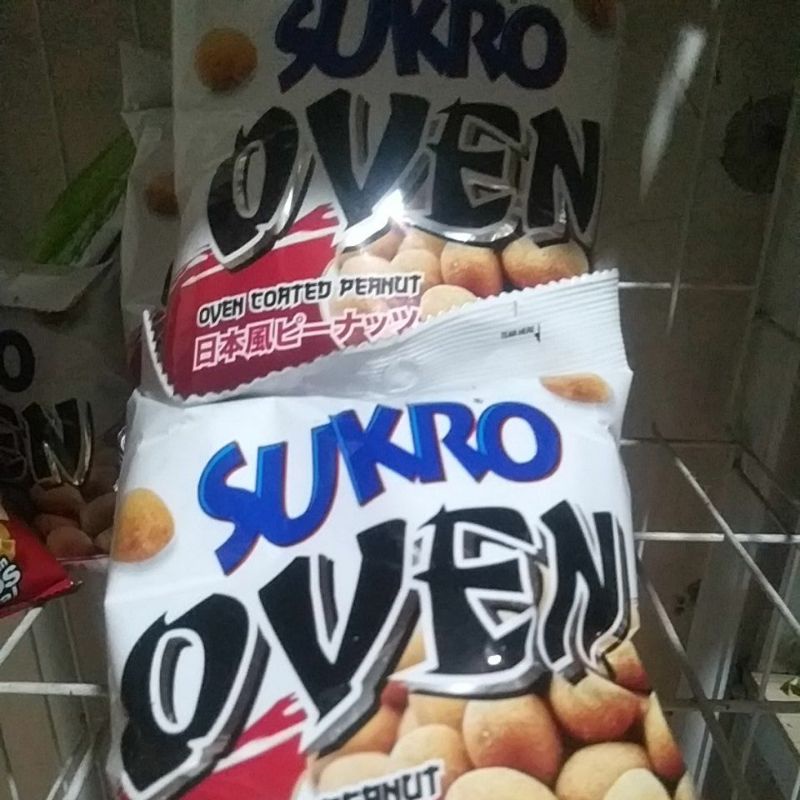 SUKRO
OVEN
OVEN COATED PEANUT
日本風ピーナッツ
TEAR HERE
SUKRO
OVEN
PEANUT